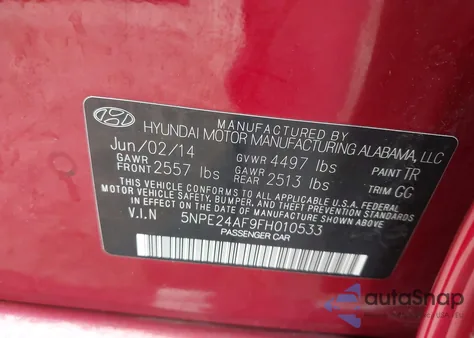 MANUFACTURED BY
HYUNDAI MOTOR MANUFACTURING ALABAMA, LLC
Jun/02/14 GVWR 4497 lbs PAINT TR
GAWR FRONT 2557 lbs GAWR REAR 2513 lbs TRIM GG
THIS VEHICLE CONFORMS TO ALL APPLICABLE U.S.A. FEDERAL
MOTOR VEHICLE SAFETY, BUMPER, AND THEFT PREVENTION
STANDARDS IN EFFECT ON THE DATE OF MANUFACTURE SHOWN ABOVE
V.I.N 5NPE24AF9FH010533
PASSENGER CAR
autoSnap